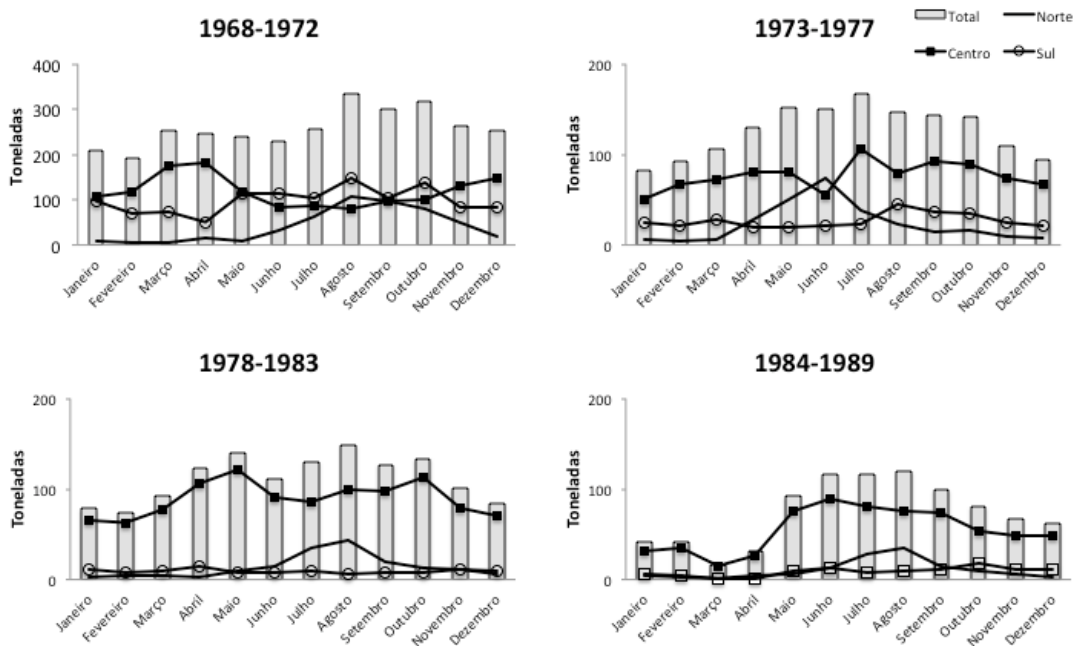 1968-1972
Toneladas
400
300
200
100
0
Janeiro
Fevereiro
Março
Abril
Maio
Junho
Julho
Agosto
Setembro
Outubro
Novembro
Dezembro
1973-1977
Total
Norte
Centro
Sul
Toneladas
200
100
0
Janeiro
Fevereiro
Março
Abril
Maio
Junho
Julho
Agosto
Setembro
Outubro
Novembro
Dezembro
1978-1983
Toneladas
200
100
0
Janeiro
Fevereiro
Março
Abril
Maio
Junho
Julho
Agosto
Setembro
Outubro
Novembro
Dezembro
1984-1989
Toneladas
200
100
0
Janeiro
Fevereiro
Março
Abril
Maio
Junho
Julho
Agosto
Setembro
Outubro
Novembro
Dezembro